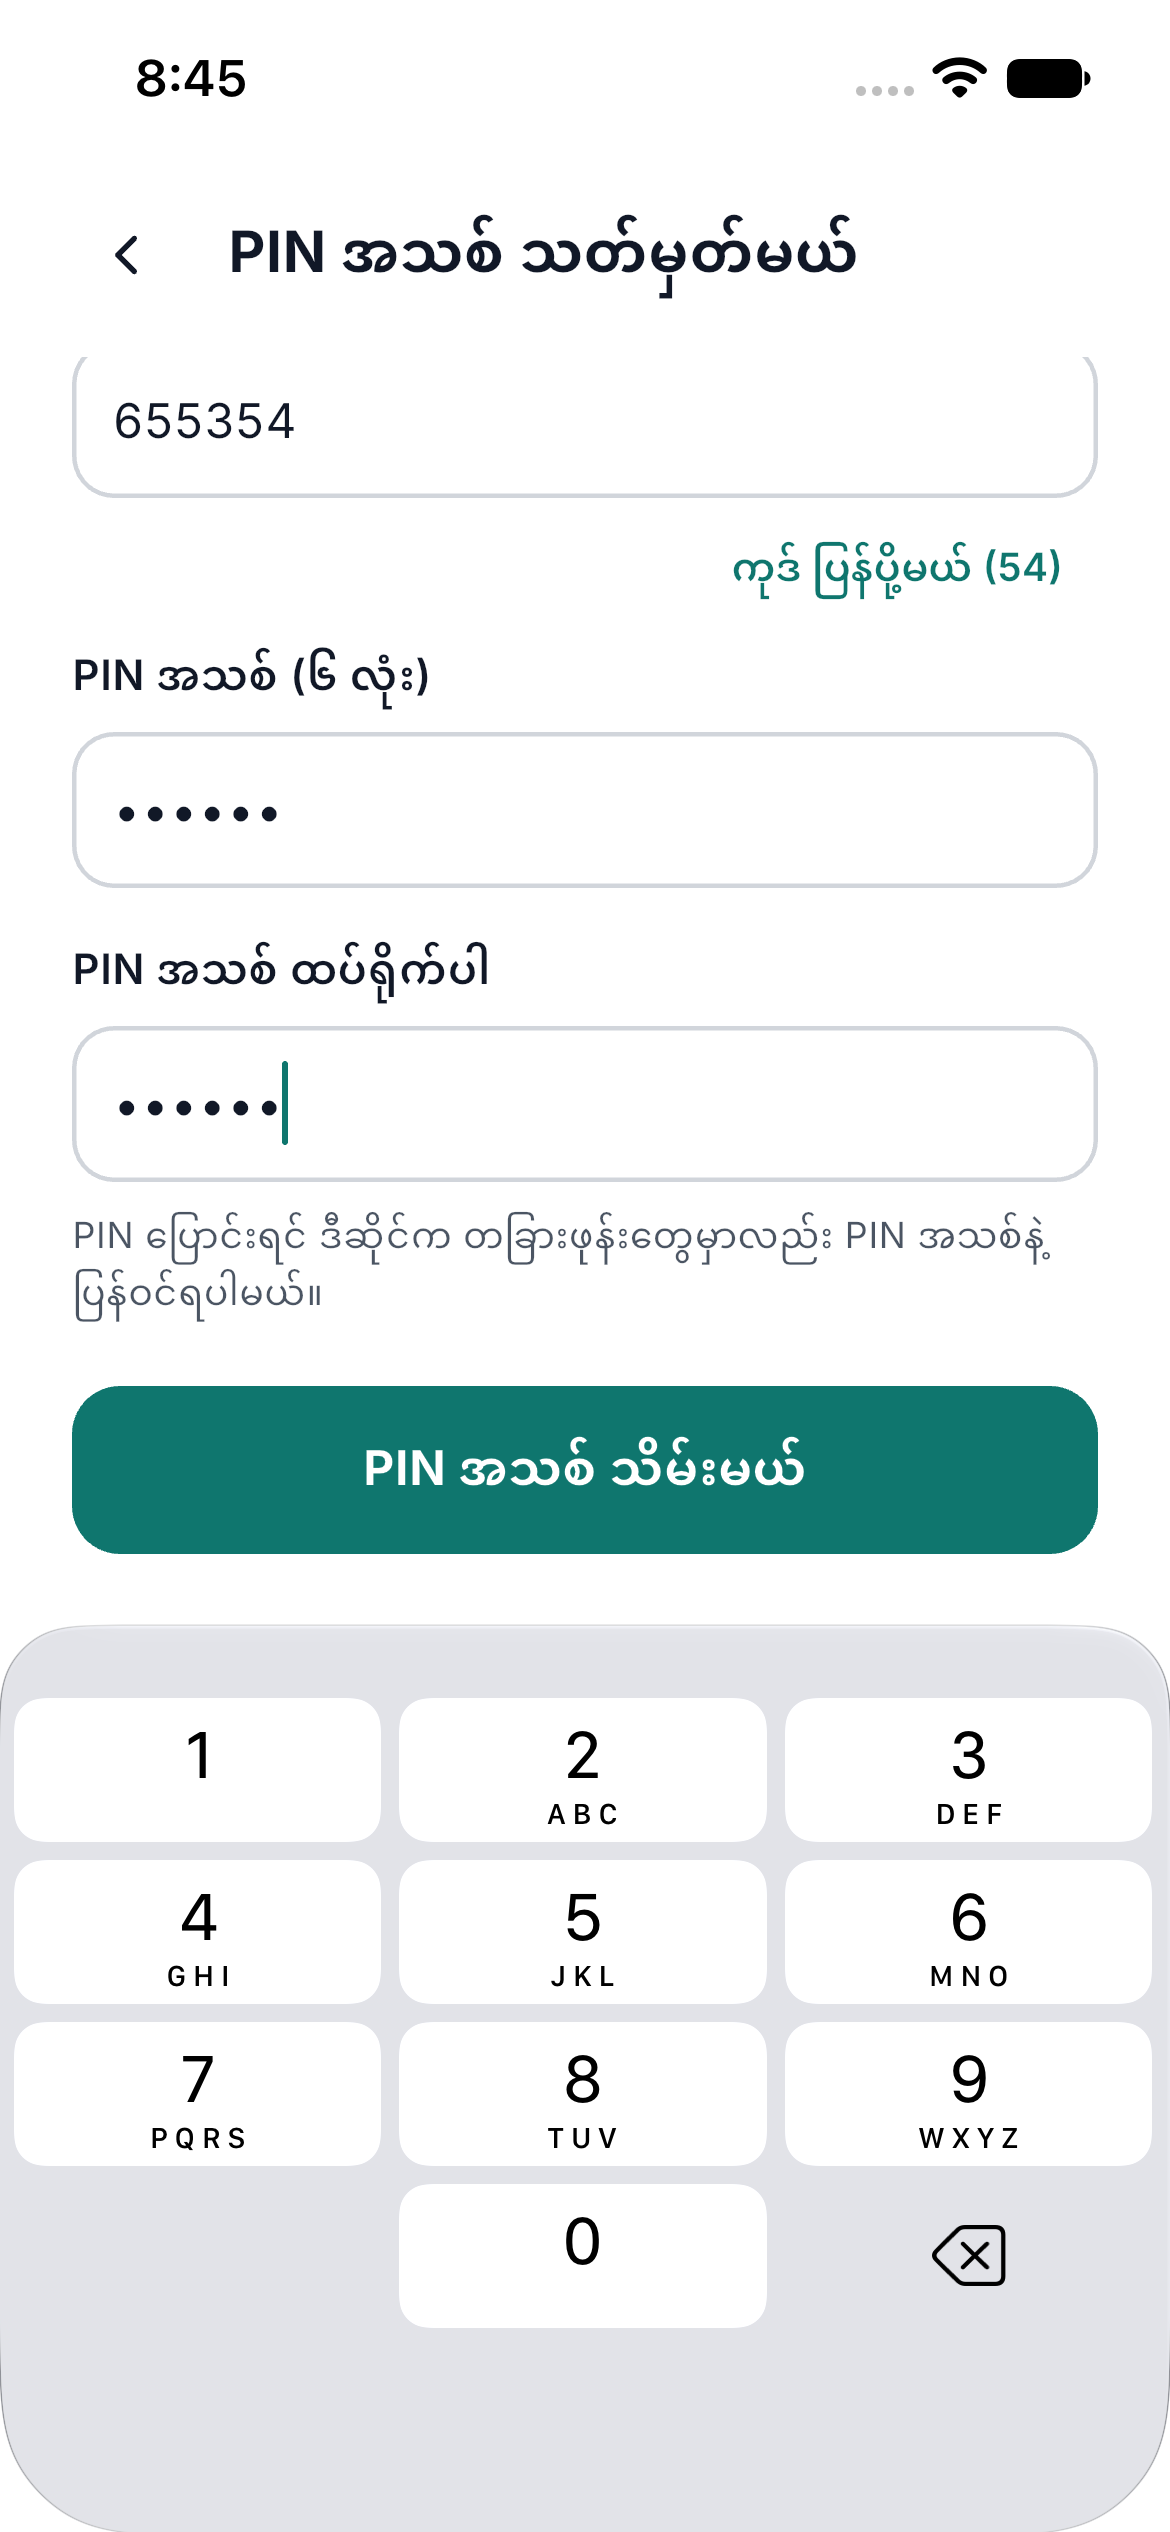 8:45
PIN အသစ် သတ်မှတ်မယ်
655354
ကုဒ် ပြန်ပို့မယ် (54)
PIN အသစ် (၆ လုံး)
••••••
PIN အသစ် ထပ်ရိုက်ပါ
••••••
PIN ပြောင်းရင် ဒီဆိုင်က တခြားဖုန်းတွေမှာလည်း PIN အသစ်နဲ့
ပြန်ဝင်ရပါမယ်။
PIN အသစ် သိမ်းမယ်
1 2 3
ABC DEF
4 5 6
GHI JKL MNO
7 8 9
PQRS TUV WXYZ
0